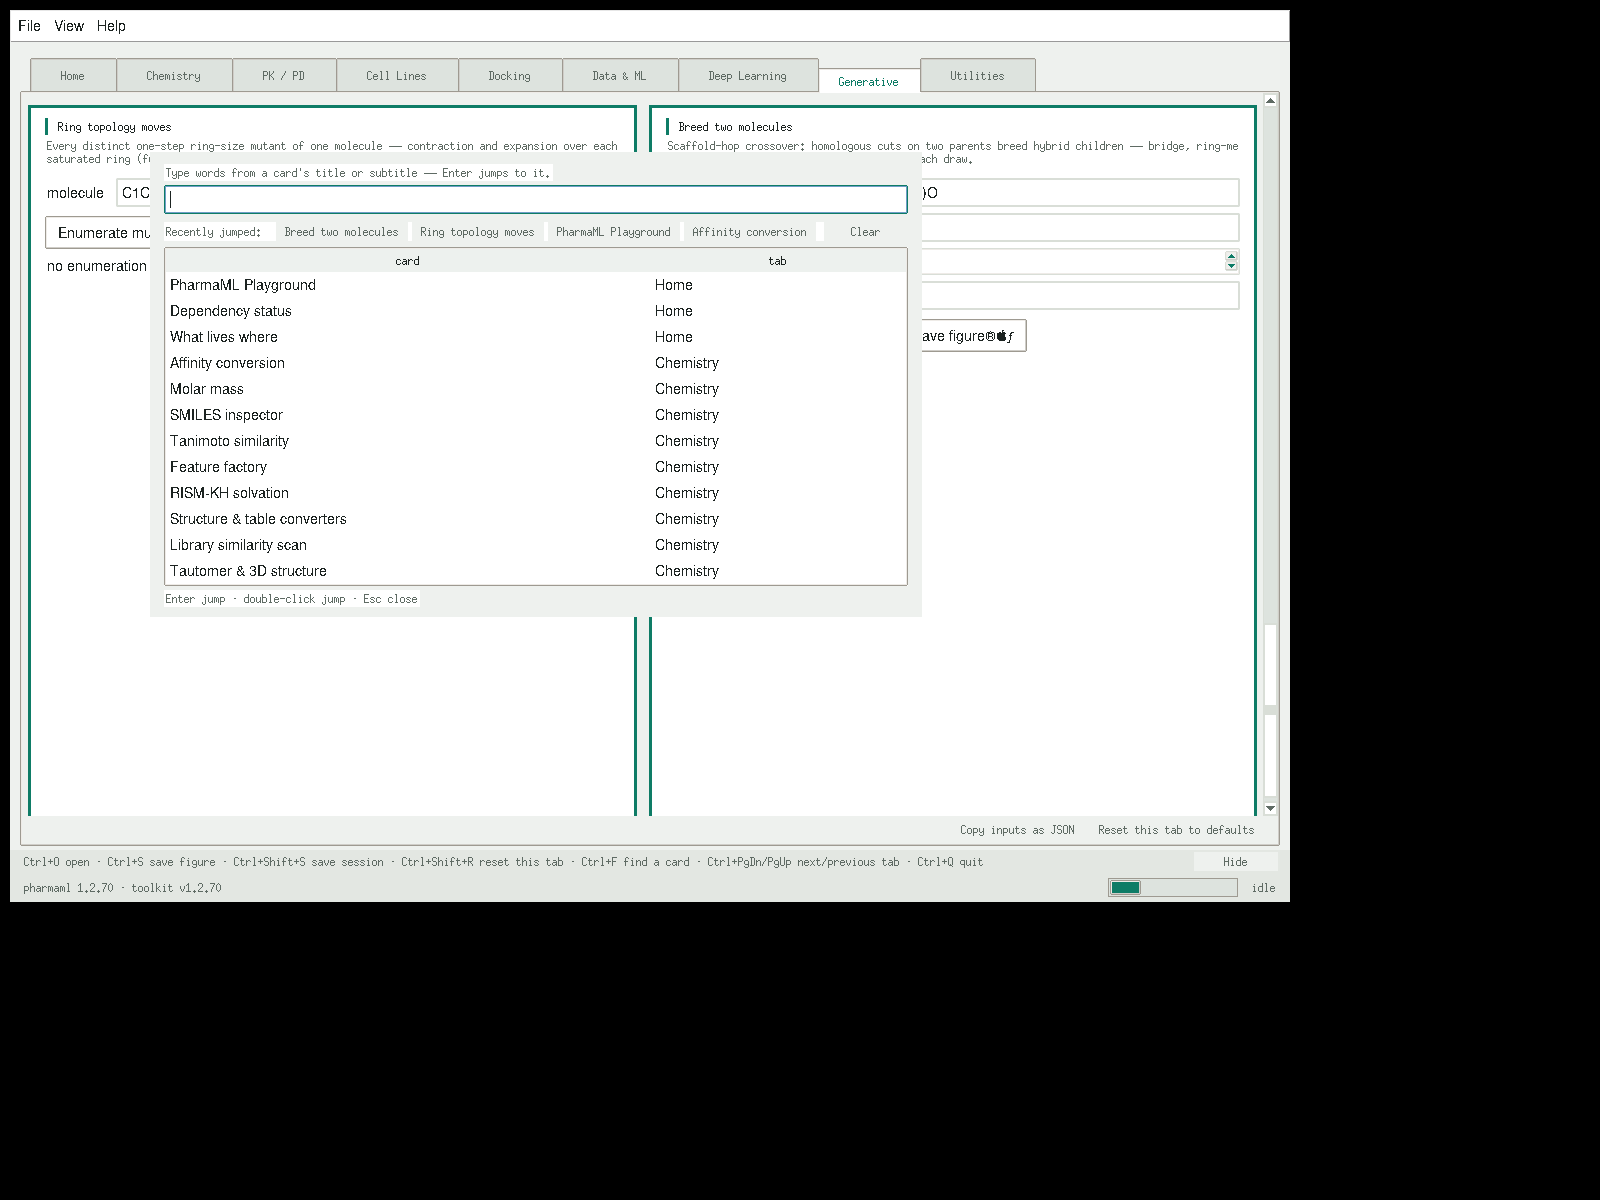 File View Help
Home Chemistry PK / PD Cell Lines Docking Data & ML Deep Learning Generative Utilities
Ring topology moves
Every distinct one-step ring-size mutant of one molecule — contraction and expansion over each
saturated ring (f
molecule C1C
Enumerate mu
no enumeration
Breed two molecules
Scaffold-hop crossover: homologous cuts on two parents breed hybrid children — bridge, ring-me
ach draw.
)O
ave figure
Type words from a card's title or subtitle — Enter jumps to it.
Recently jumped: Breed two molecules Ring topology moves PharmaML Playground Affinity conversion Clear
card tab
PharmaML Playground Home
Dependency status Home
What lives where Home
Affinity conversion Chemistry
Molar mass Chemistry
SMILES inspector Chemistry
Tanimoto similarity Chemistry
Feature factory Chemistry
RISM-KH solvation Chemistry
Structure & table converters Chemistry
Library similarity scan Chemistry
Tautomer & 3D structure Chemistry
Enter jump · double-click jump · Esc close
Copy inputs as JSON Reset this tab to defaults
Ctrl+O open · Ctrl+S save figure · Ctrl+Shift+S save session · Ctrl+Shift+R reset this tab · Ctrl+F find a card · Ctrl+PgDn/PgUp next/previous tab · Ctrl+Q quit Hide
pharmaml 1.2.70 · toolkit v1.2.70 idle